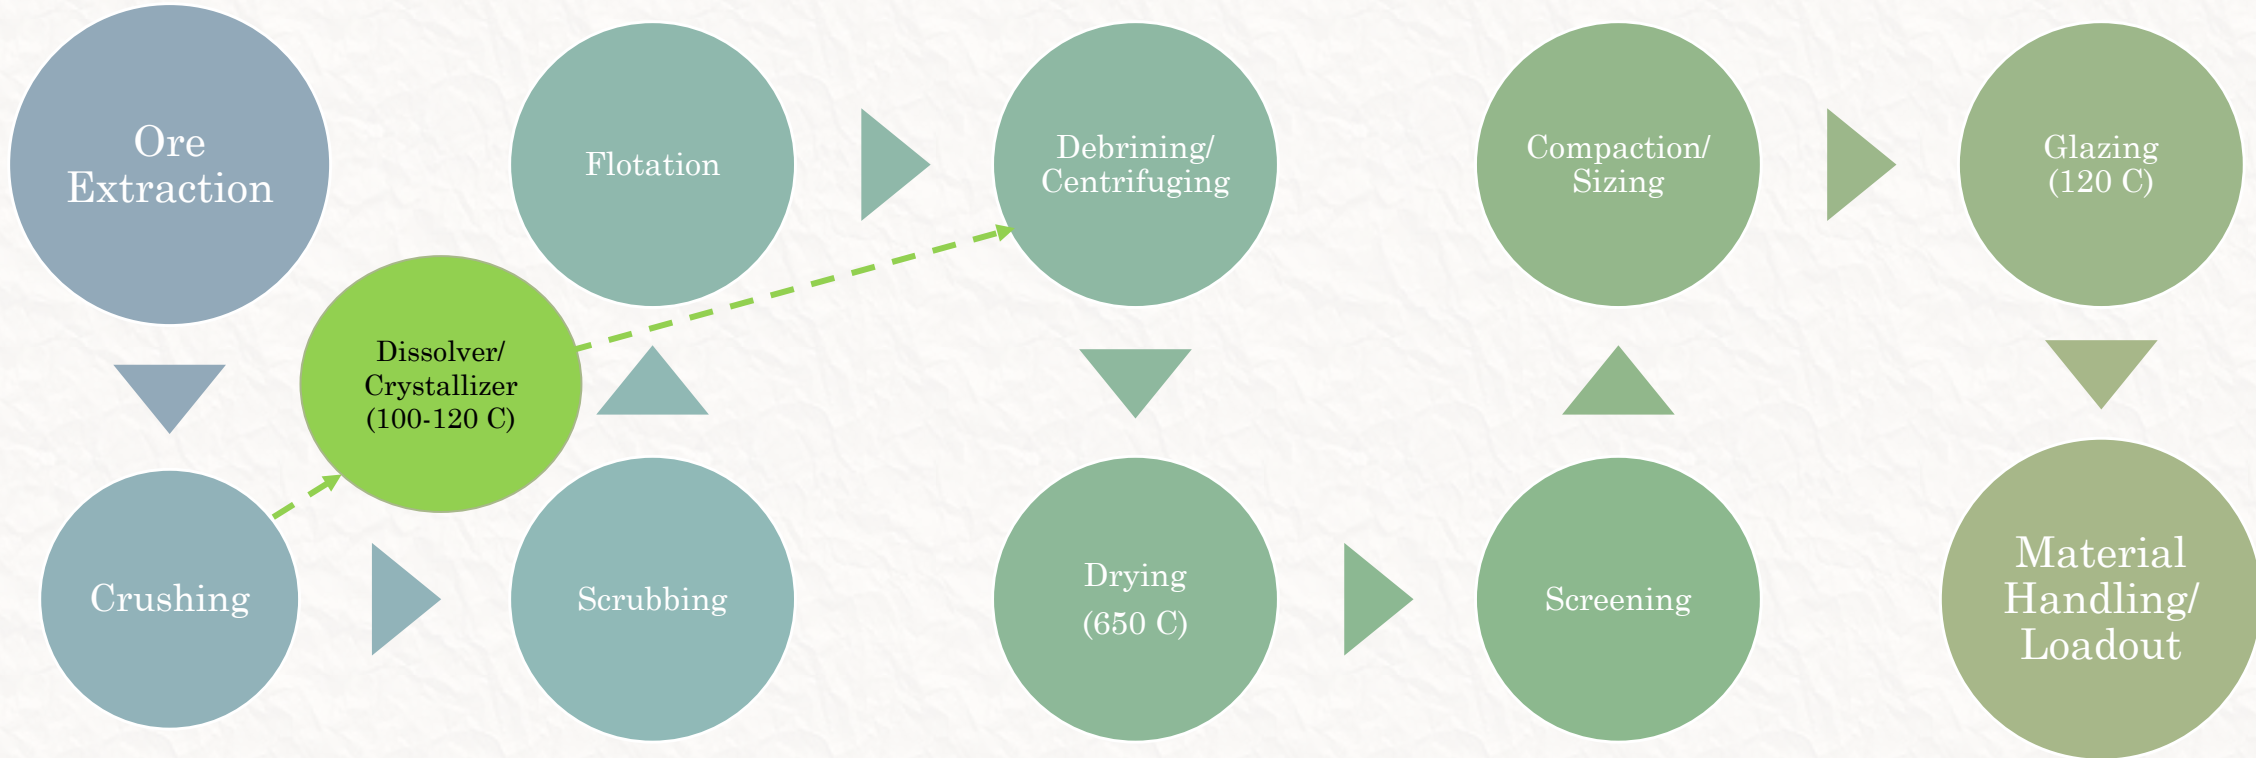 Ore
Extraction
Crushing
Dissolver/
Crystallizer
(100-120 C)
Scrubbing
Flotation
Debrining/
Centrifuging
Drying
(650 C)
Screening
Compaction/
Sizing
Glazing
(120 C)
Material
Handling/
Loadout